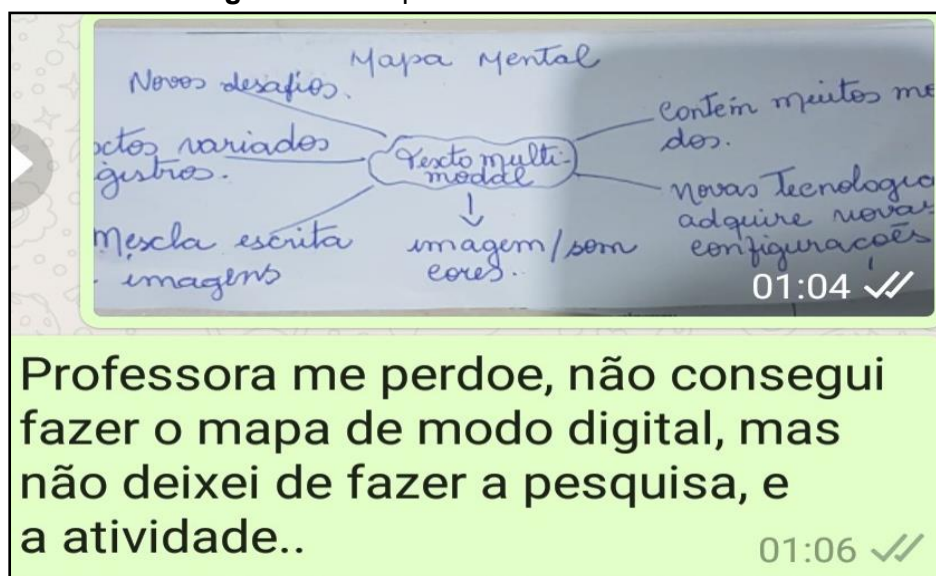 Mapa Mental
Novos desafios.
contém muitos mo
dos.
variados
gistros.
Texto multi-
modal
novas Tecnologia
adquire novas
configurações
Mescla escrita
imagens
imagem/som
cores.
01:04
Professora me perdoe, não consegui
fazer o mapa de modo digital, mas
não deixei de fazer a pesquisa, e
a atividade..
01:06